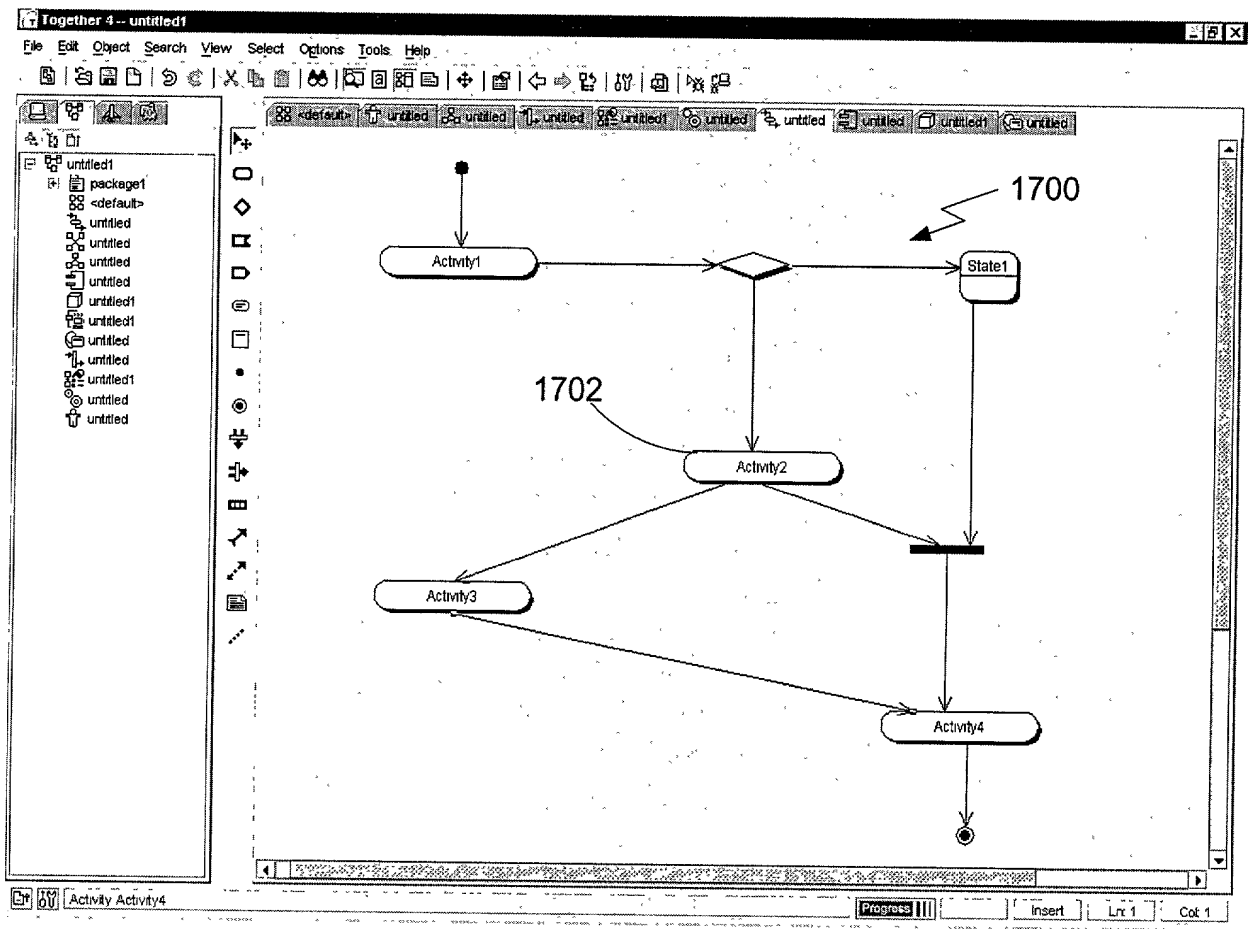 Together 4 -- untitled1
File Edit Object Search View Select Options Tools Help
<default> untitled untitled untitled untitled1 untitled untitled untitled untitled1 untitled
untitled1
package1
<default>
untitled
untitled
untitled
untitled
untitled1
untitled1
untitled
untitled
untitled1
untitled
untitled
1700
Activity1
State1
1702
Activity2
Activity3
Activity4
Activity Activity4
Progress
Insert
Ln: 1
Col: 1